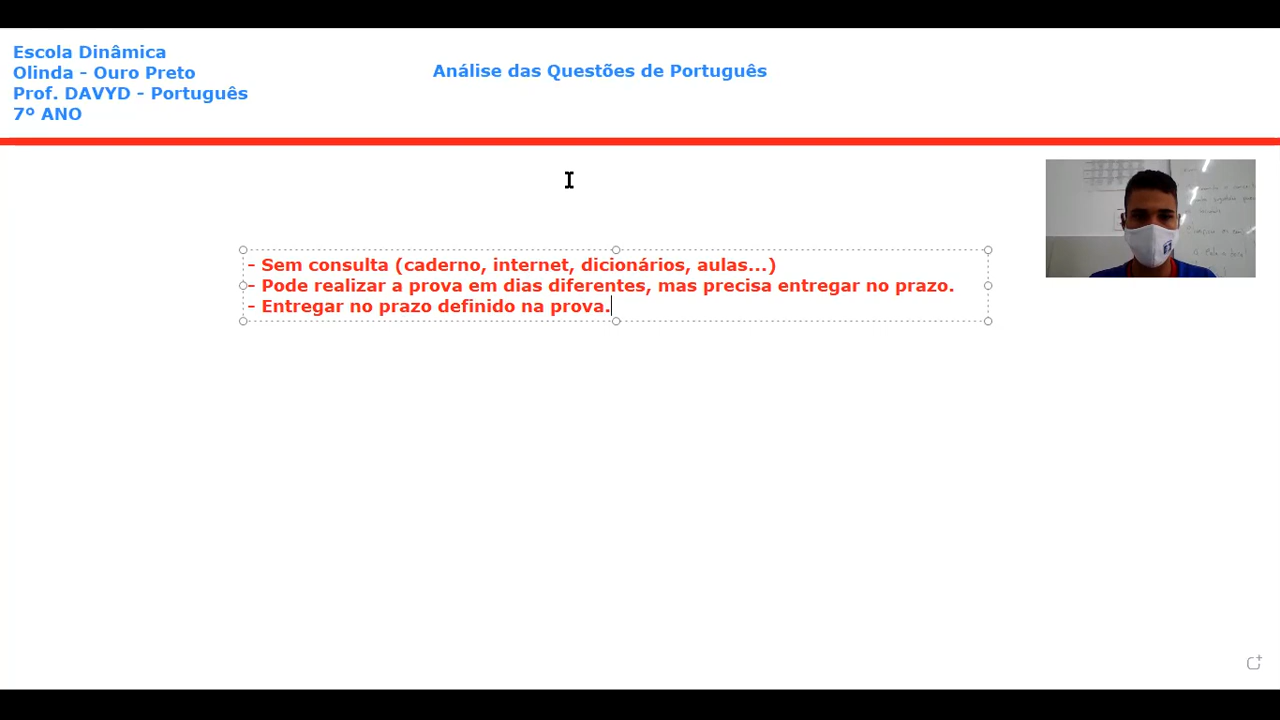 Escola Dinâmica
Olinda - Ouro Preto
Prof. DAVYD - Português
7º ANO
Análise das Questões de Português
- Sem consulta (caderno, internet, dicionários, aulas...)
- Pode realizar a prova em dias diferentes, mas precisa entregar no prazo.
- Entregar no prazo definido na prova.